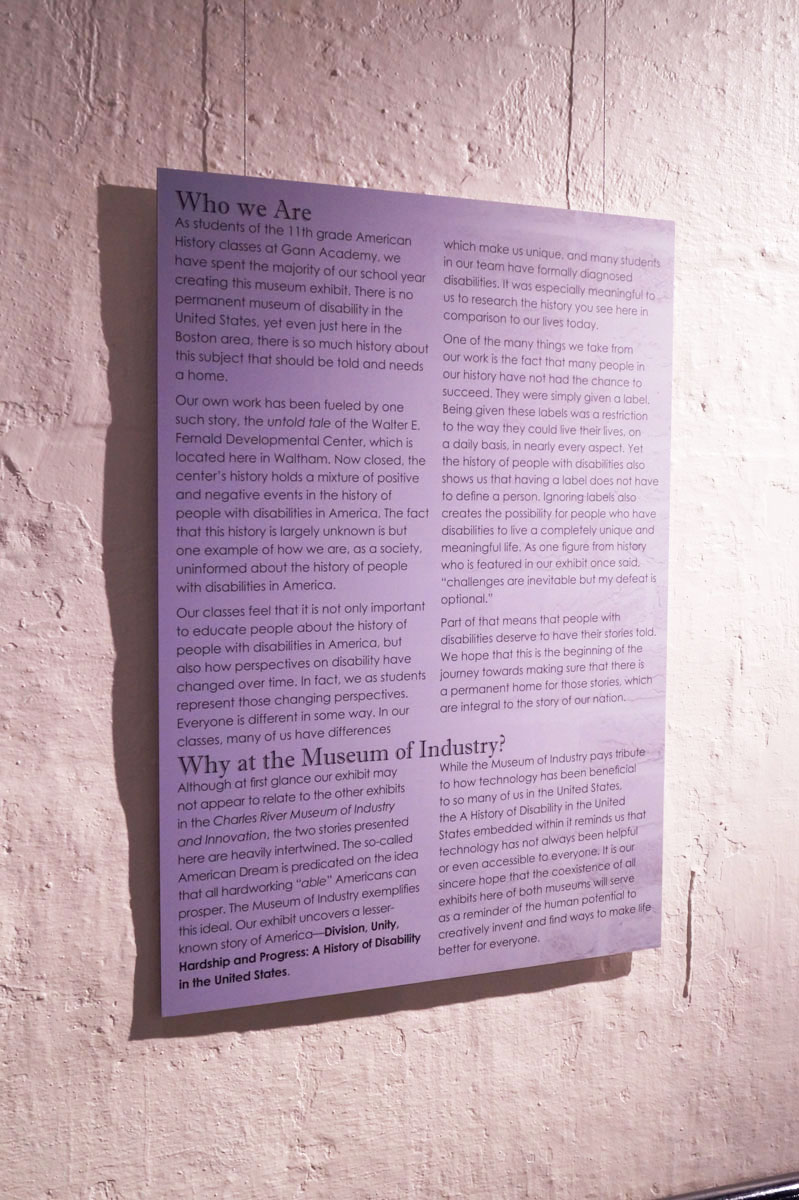 Who we Are
As students of the 11th grade American
History classes at Gann Academy, we
have spent the majority of our school year
creating this museum exhibit. There is no
permanent museum of disability in the
United States, yet even just here in the
Boston area, there is so much history about
this subject that should be told and needs
a home.
Our own work has been fueled by one
such story, the untold tale of the Walter E.
Fernald Developmental Center, which is
located here in Waltham. Now closed, the
center's history holds a mixture of positive
and negative events in the history of
people with disabilities in America. The fact
that this history is largely unknown is but
one example of how we are, as a society,
uninformed about the history of people
with disabilities in America.
Our classes feel that it is not only important
to educate people about the history of
people with disabilities in America, but
also how perspectives on disability have
changed over time. In fact, we as students
represent those changing perspectives.
Everyone is different in some way. In our
classes, many of us have differences
which make us unique, and many students
in our team have formally diagnosed
disabilities. It was especially meaningful to
us to research the history you see here in
comparison to our lives today.
One of the many things we take from
our work is the fact that many people in
our history have not had the chance to
succeed. They were simply given a label.
Being given these labels was a restriction
to the way they could live their lives, on
a daily basis, in nearly every aspect. Yet
the history of people with disabilities also
shows us that having a label does not have
to define a person. Ignoring labels also
creates the possibility for people who have
disabilities to live a completely unique and
meaningful life. As one figure from history
who is featured in our exhibit once said,
"challenges are inevitable but my defeat is
optional."
Part of that means that people with
disabilities deserve to have their stories told.
We hope that this is the beginning of the
journey towards making sure that there is
a permanent home for those stories, which
are integral to the story of our nation.
Why at the Museum of Industry?
Although at first glance our exhibit may
not appear to relate to the other exhibits
in the Charles River Museum of Industry
and Innovation, the two stories presented
here are heavily intertwined. The so-called
American Dream is predicated on the idea
that all hardworking "able" Americans can
prosper. The Museum of Industry exemplifies
this ideal. Our exhibit uncovers a lesser-
known story of America—Division, Unity,
Hardship and Progress: A History of Disability
in the United States.
While the Museum of Industry pays tribute
to how technology has been beneficial
to so many of us in the United States,
the A History of Disability in the United
States embedded within it reminds us that
technology has not always been helpful
or even accessible to everyone. It is our
sincere hope that the coexistence of all
exhibits here of both museums will serve
as a reminder of the human potential to
creatively invent and find ways to make life
better for everyone.